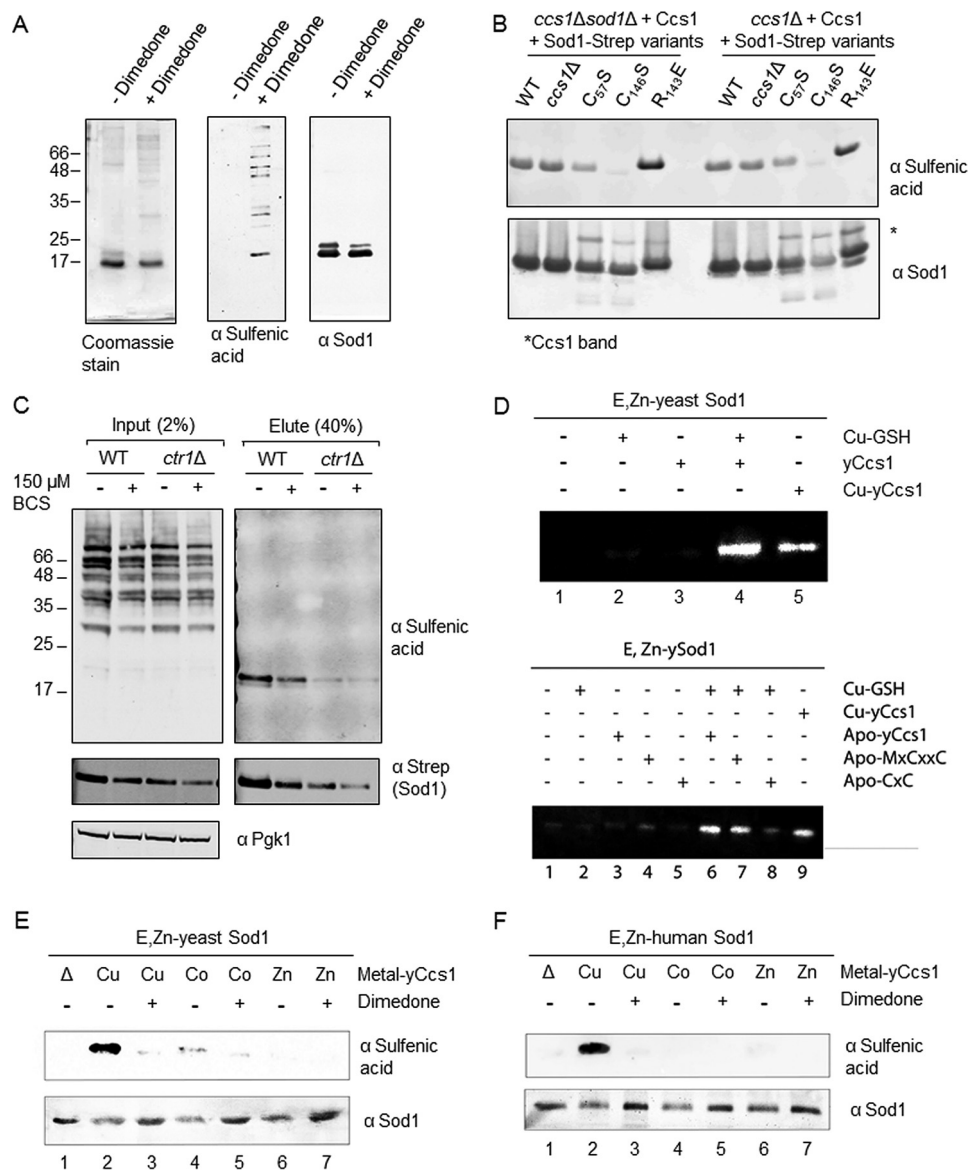 A
- Dimedone
+ Dimedone
- Dimedone
+ Dimedone
- Dimedone
+ Dimedone
66
48
35
25
17
Coomassie
stain
α Sulfenic
acid
α Sod1
B
ccs1Δsod1Δ + Ccs1
+ Sod1-Strep variants
ccs1Δ + Ccs1
+ Sod1-Strep variants
WT ccs1Δ C57S C146S R143E WT ccs1Δ C57S C146S R143E
α Sulfenic
acid
*
α Sod1
*Ccs1 band
C
Input (2%) Elute (40%)
WT ctr1Δ WT ctr1Δ
150 µM
BCS
- + - + - + - +
66
48
35
25
17
α Sulfenic
acid
α Strep
(Sod1)
α Pgk1
D
E,Zn-yeast Sod1
- + - + - Cu-GSH
- - + + - yCcs1
- - - - + Cu-yCcs1
1 2 3 4 5
E, Zn-ySod1
- + - - - + + + - Cu-GSH
- - - - - - - - + Cu-yCcs1
- - + - - + - - - Apo-yCcs1
- - - + - - + - - Apo-MxCxxC
- - - - + - - + - Apo-CxC
1 2 3 4 5 6 7 8 9
E
E,Zn-yeast Sod1
Δ Cu Cu Co Co Zn Zn Metal-yCcs1
- - + - + - + Dimedone
α Sulfenic
acid
α Sod1
1 2 3 4 5 6 7
F
E,Zn-human Sod1
Δ Cu Cu Co Co Zn Zn Metal-yCcs1
- - + - + - + Dimedone
α Sulfenic
acid
α Sod1
1 2 3 4 5 6 7